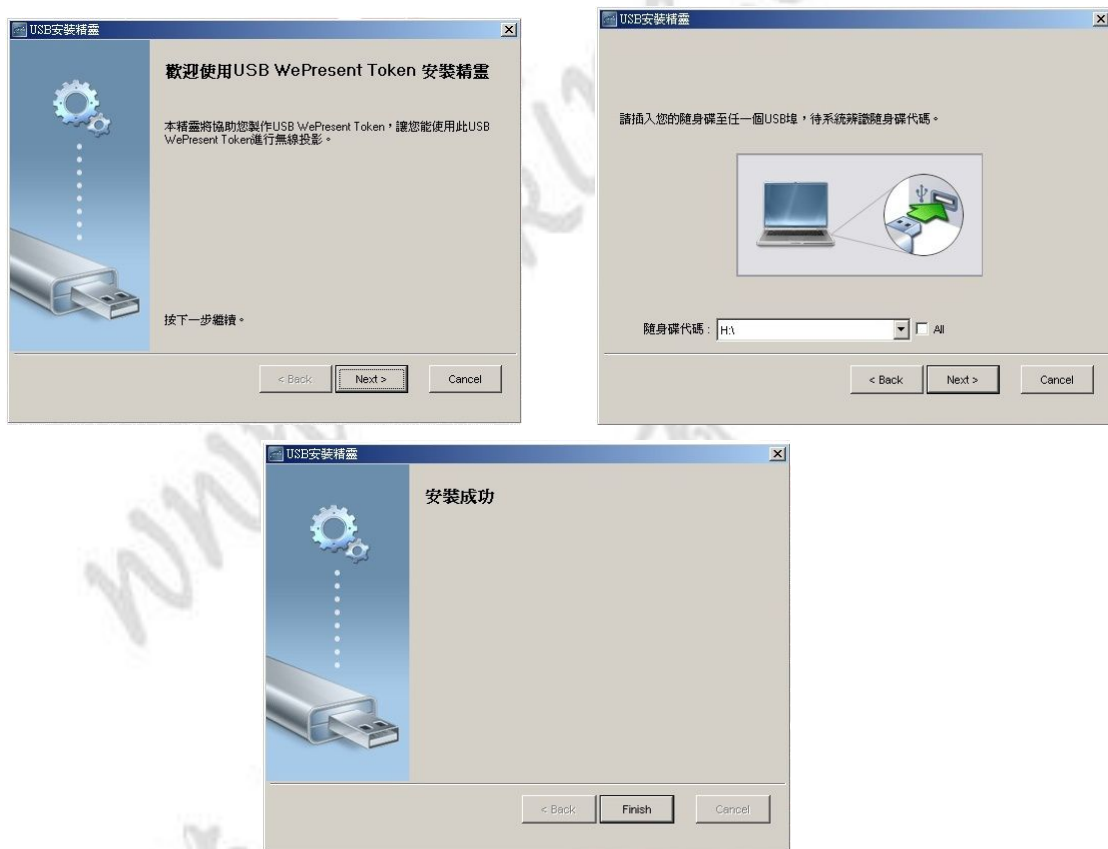 USB安裝精靈
歡迎使用USB WePresent Token 安裝精靈
本精靈將協助您製作USB WePresent Token，讓您能使用此USB
WePresent Token進行無線投影。
按下一步繼續。
< Back
Next >
Cancel
USB安裝精靈
請插入您的隨身碟至任一個USB埠，待系統辨識隨身碟代碼。
隨身碟代碼：
H:\
All
< Back
Next >
Cancel
USB安裝精靈
安裝成功
< Back
Finish
Cancel